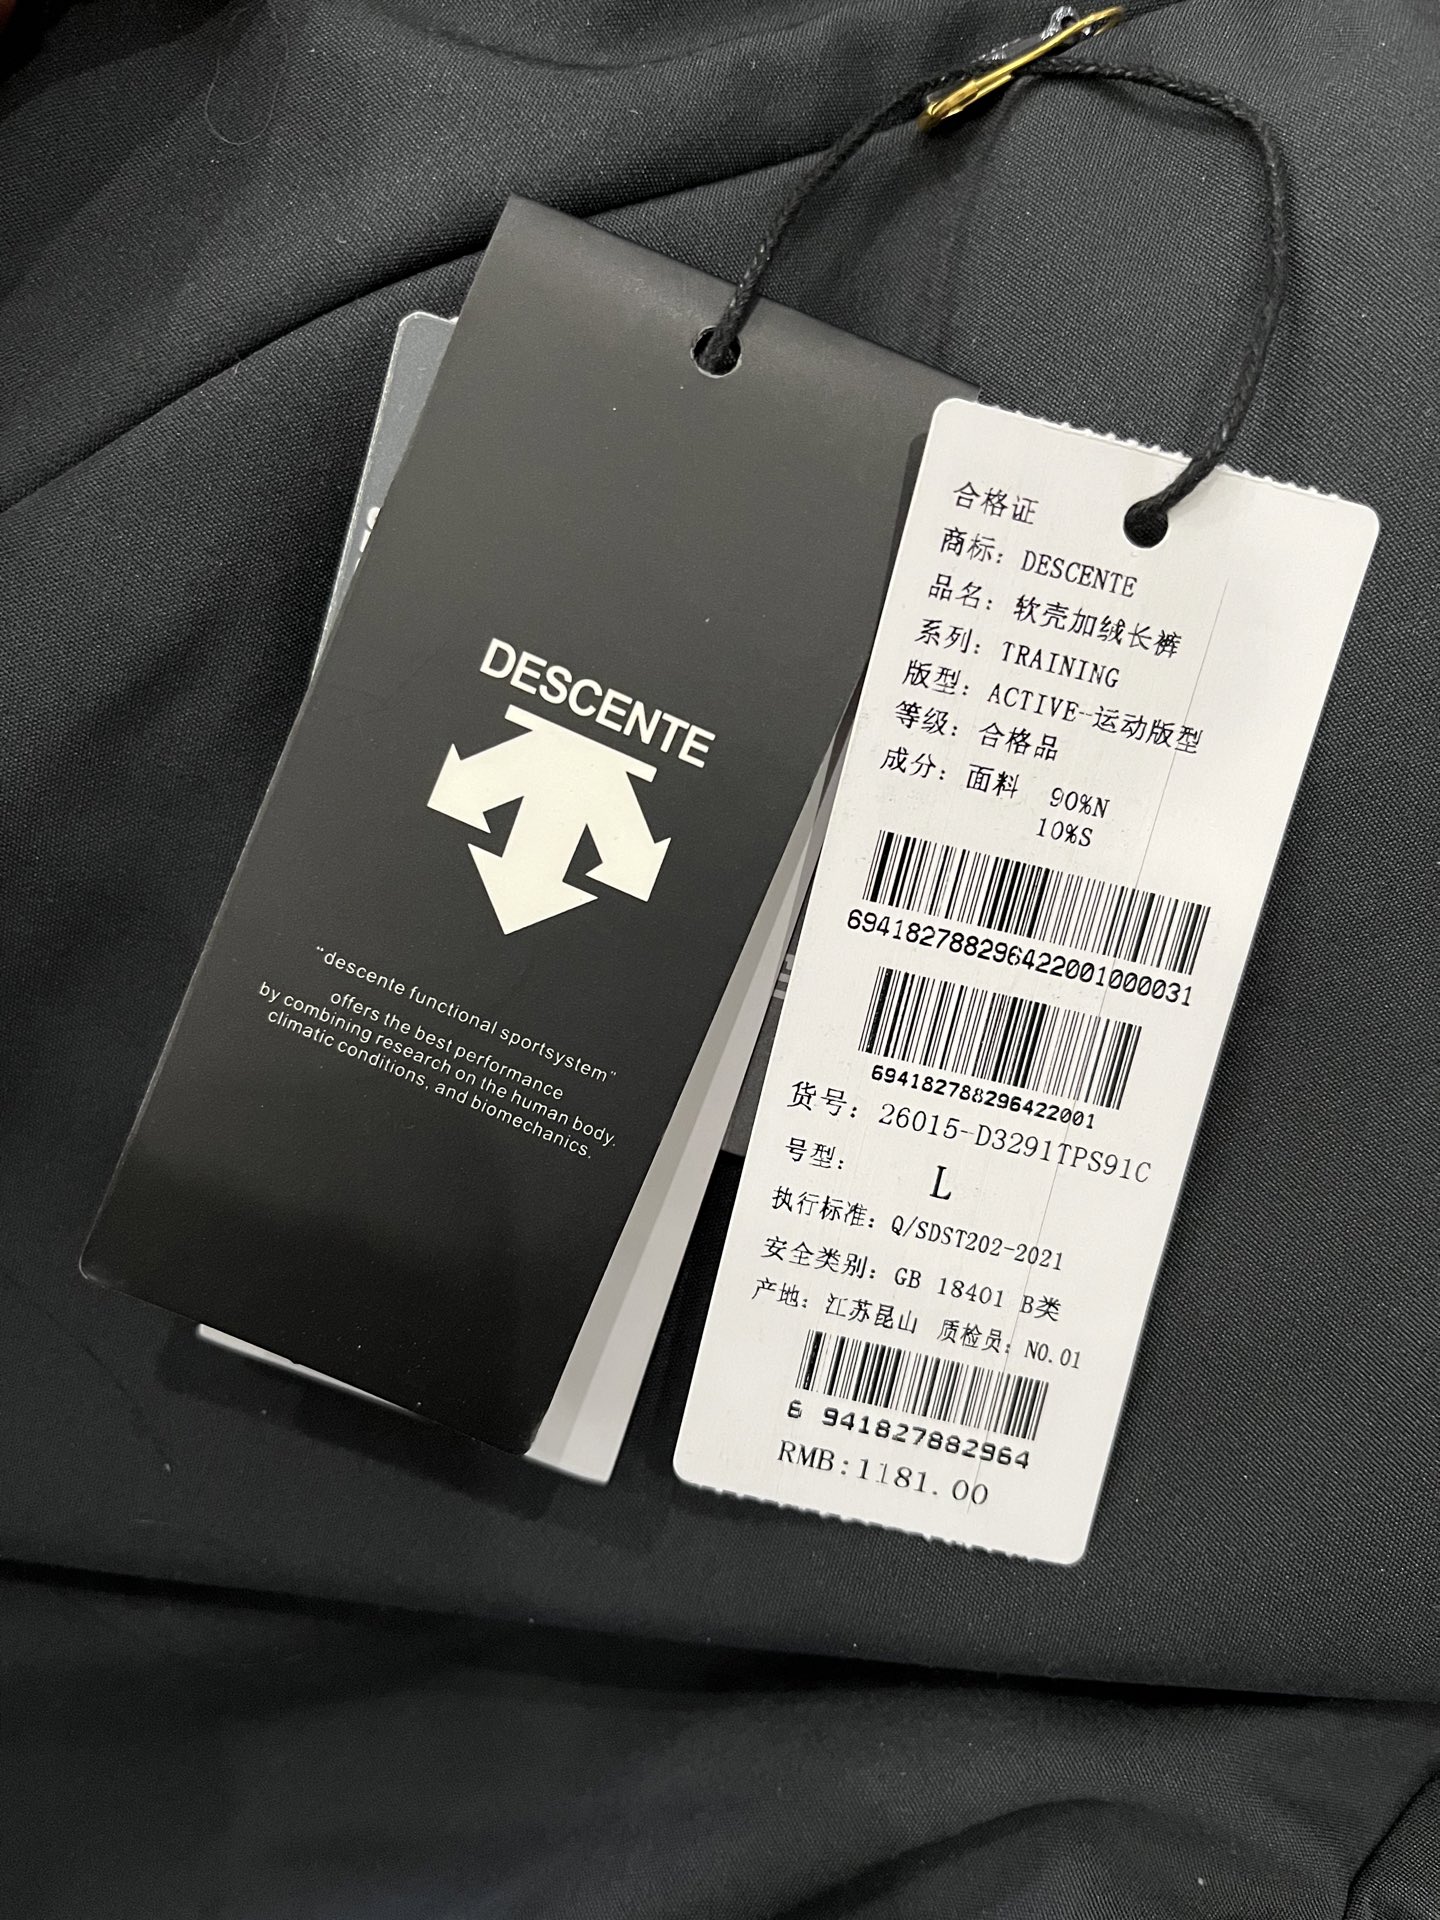 DESCENTE
"descente functional sportsystem"
offers the best performance
by combining research on the human body.
climatic conditions, and biomechanics.
合格证
商标: DESCENTE
品名: 软壳加绒长裤
系列: TRAINING
版型: ACTIVE--运动版型
等级: 合格品
成分: 面料 90%N
10%S
694182788296422001000031
694182788296422001
货号: 26015-D3291TPS91C
号型: L
执行标准: Q/SDST202-2021
安全类别: GB 18401 B类
产地: 江苏昆山 质检员: NO.01
6 941827882964
RMB:1181.00